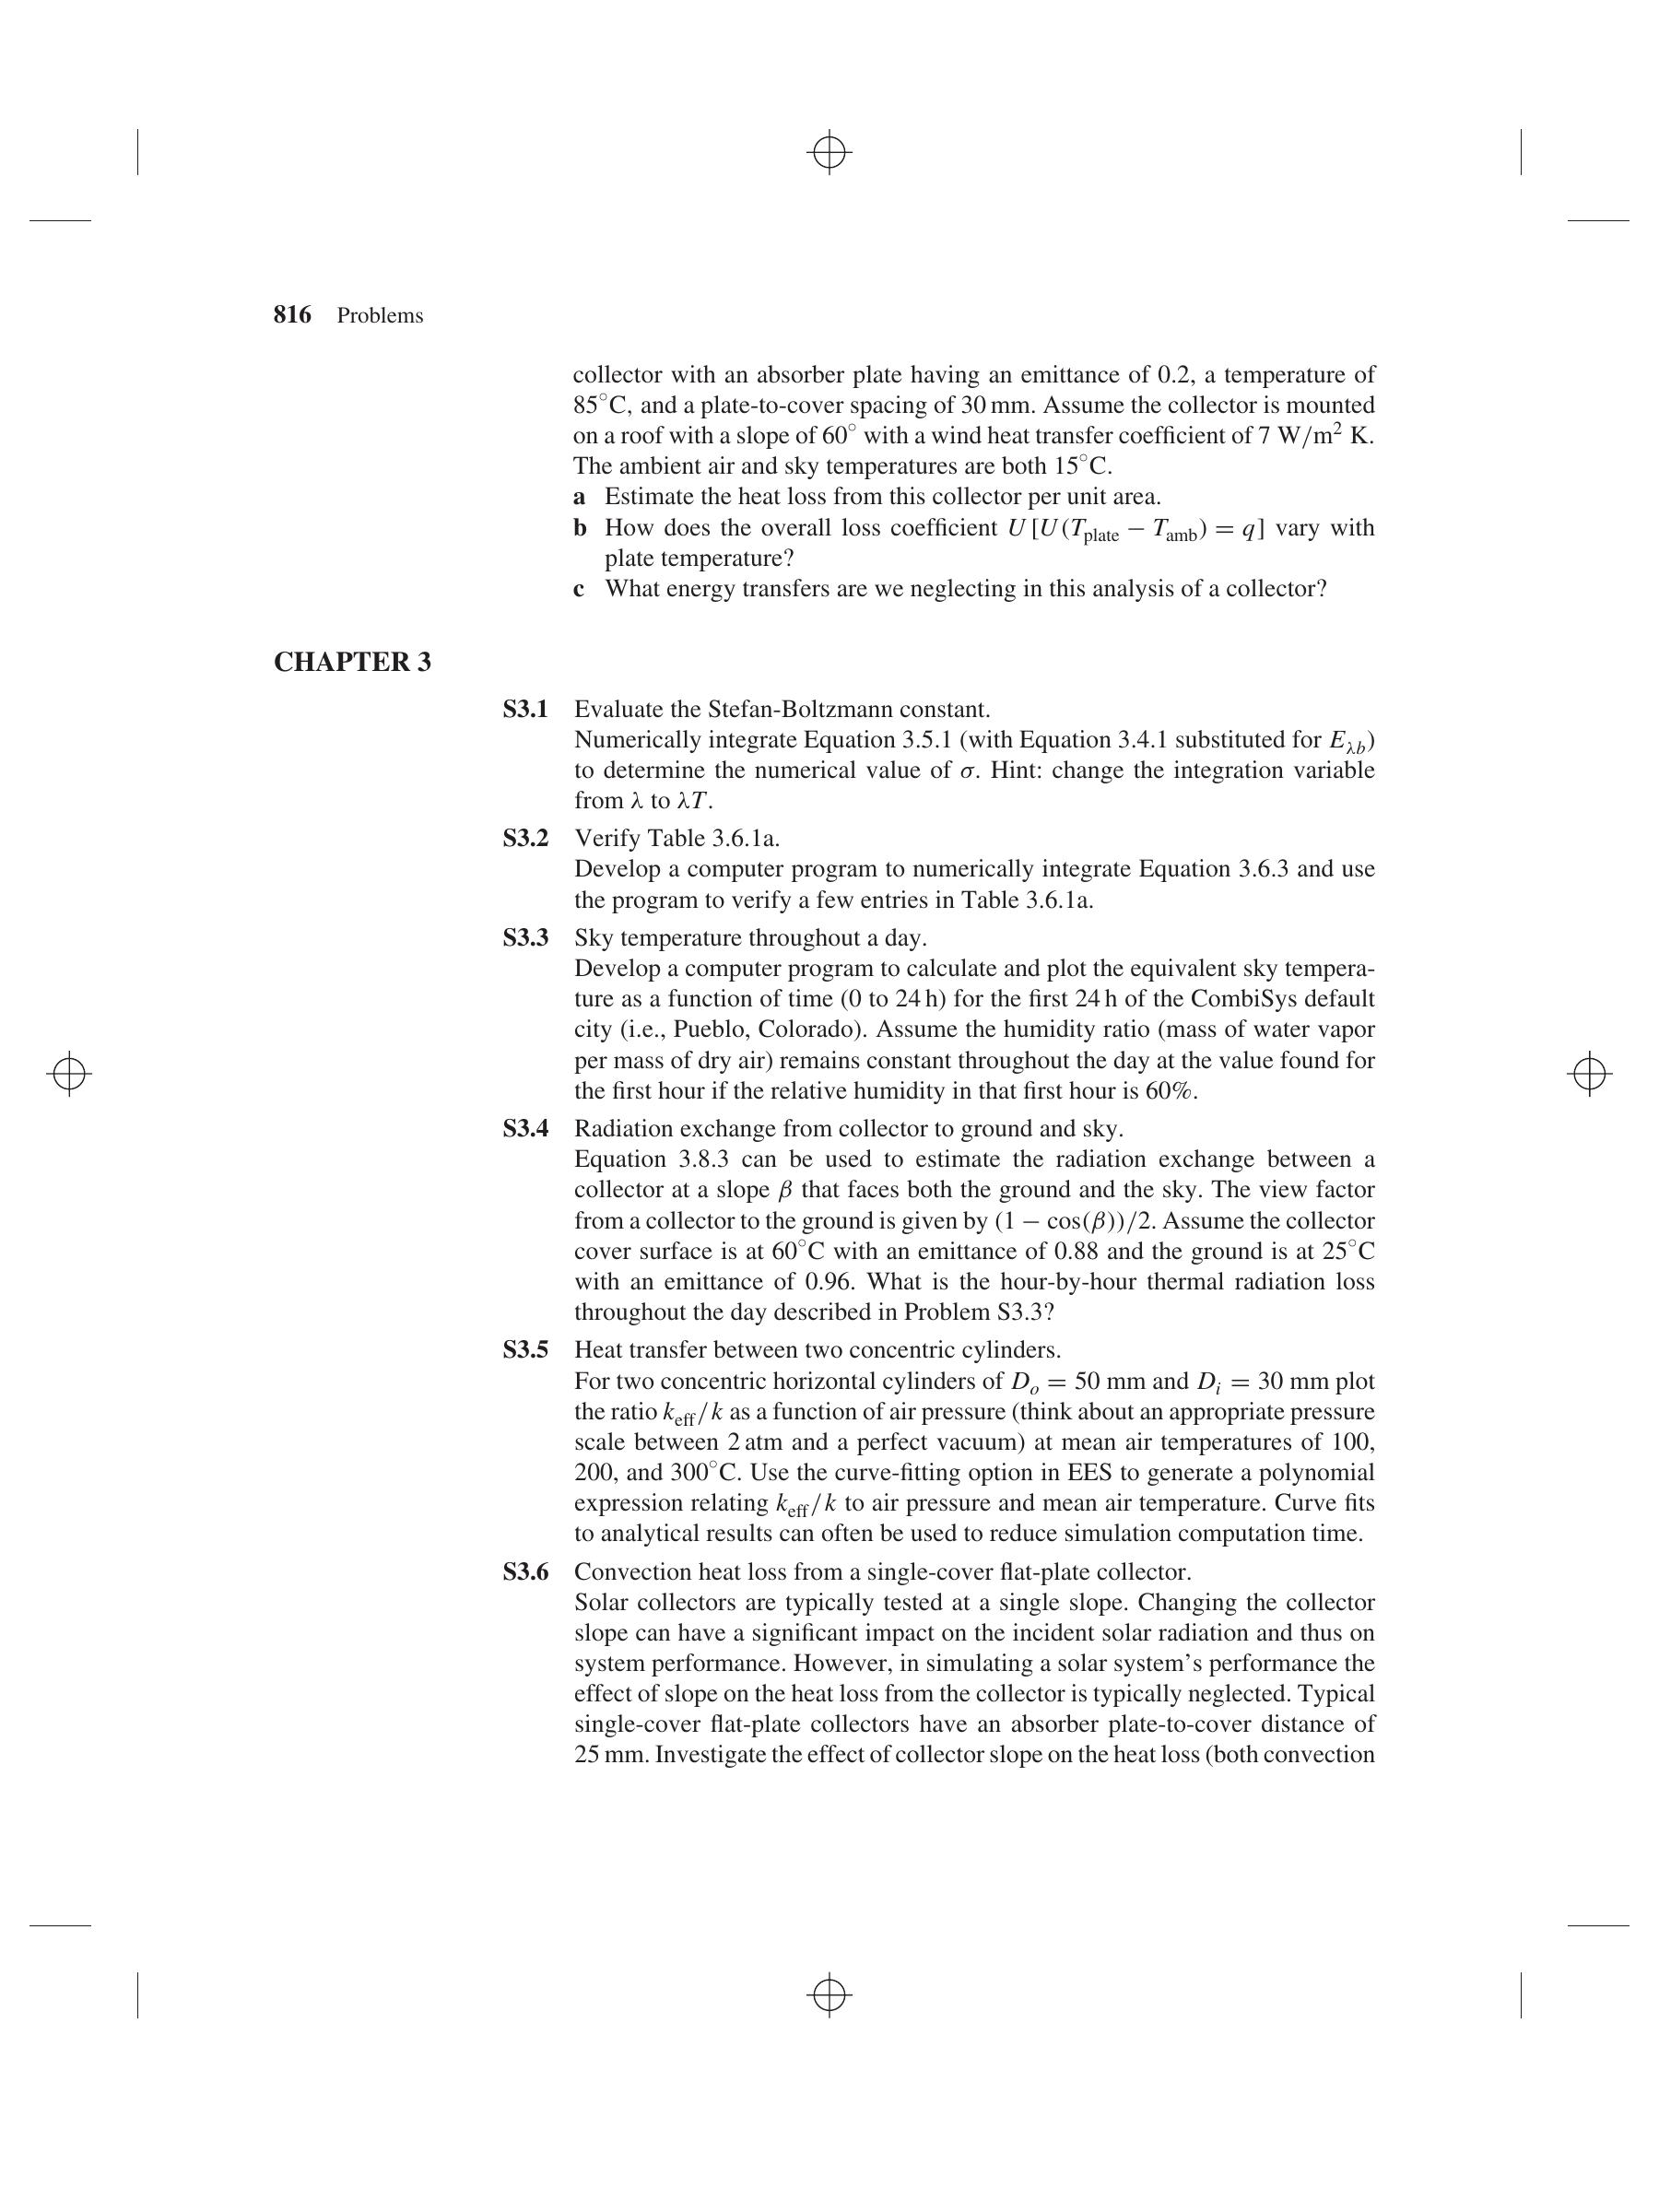 816 Problems
collector with an absorber plate having an emittance of 0.2, a temperature of
85°C, and a plate-to-cover spacing of 30 mm. Assume the collector is mounted
on a roof with a slope of 60° with a wind heat transfer coefficient of 7 W/m² K.
The ambient air and sky temperatures are both 15°C.
a Estimate the heat loss from this collector per unit area.
b How does the overall loss coefficient U [U(T_plate − T_amb) = q] vary with
plate temperature?
c What energy transfers are we neglecting in this analysis of a collector?
CHAPTER 3
S3.1 Evaluate the Stefan-Boltzmann constant.
Numerically integrate Equation 3.5.1 (with Equation 3.4.1 substituted for E_λb)
to determine the numerical value of σ. Hint: change the integration variable
from λ to λT.
S3.2 Verify Table 3.6.1a.
Develop a computer program to numerically integrate Equation 3.6.3 and use
the program to verify a few entries in Table 3.6.1a.
S3.3 Sky temperature throughout a day.
Develop a computer program to calculate and plot the equivalent sky tempera-
ture as a function of time (0 to 24 h) for the first 24 h of the CombiSys default
city (i.e., Pueblo, Colorado). Assume the humidity ratio (mass of water vapor
per mass of dry air) remains constant throughout the day at the value found for
the first hour if the relative humidity in that first hour is 60%.
S3.4 Radiation exchange from collector to ground and sky.
Equation 3.8.3 can be used to estimate the radiation exchange between a
collector at a slope β that faces both the ground and the sky. The view factor
from a collector to the ground is given by (1 − cos(β))/2. Assume the collector
cover surface is at 60°C with an emittance of 0.88 and the ground is at 25°C
with an emittance of 0.96. What is the hour-by-hour thermal radiation loss
throughout the day described in Problem S3.3?
S3.5 Heat transfer between two concentric cylinders.
For two concentric horizontal cylinders of D_o = 50 mm and D_i = 30 mm plot
the ratio k_eff/k as a function of air pressure (think about an appropriate pressure
scale between 2 atm and a perfect vacuum) at mean air temperatures of 100,
200, and 300°C. Use the curve-fitting option in EES to generate a polynomial
expression relating k_eff/k to air pressure and mean air temperature. Curve fits
to analytical results can often be used to reduce simulation computation time.
S3.6 Convection heat loss from a single-cover flat-plate collector.
Solar collectors are typically tested at a single slope. Changing the collector
slope can have a significant impact on the incident solar radiation and thus on
system performance. However, in simulating a solar system's performance the
effect of slope on the heat loss from the collector is typically neglected. Typical
single-cover flat-plate collectors have an absorber plate-to-cover distance of
25 mm. Investigate the effect of collector slope on the heat loss (both convection